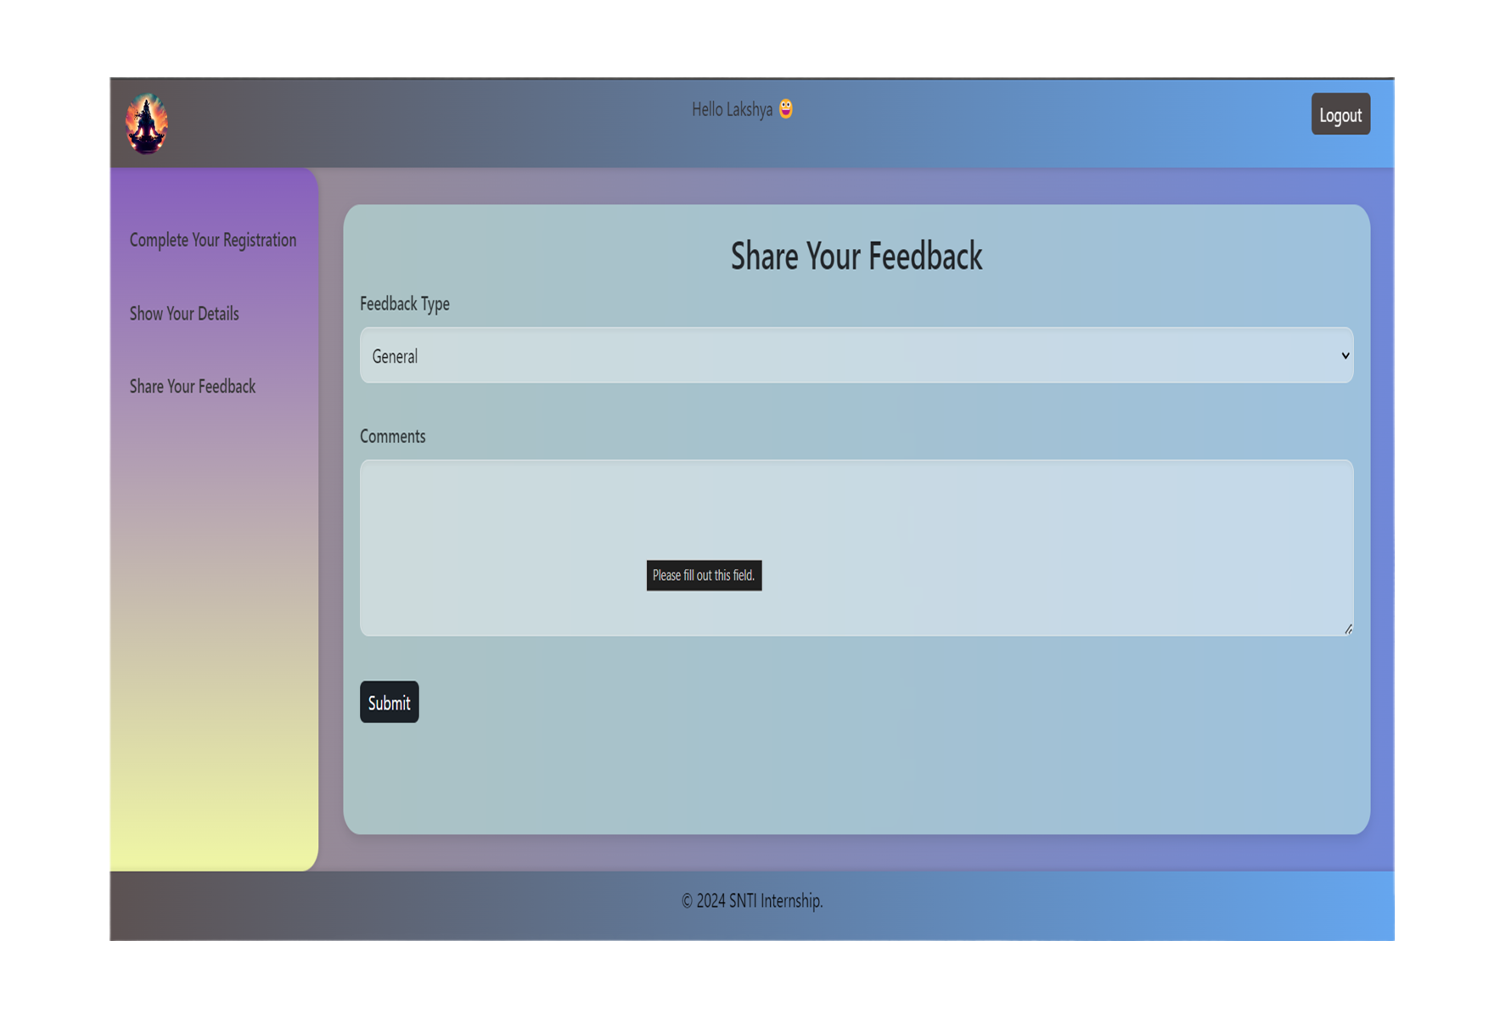 Hello Lakshya 😀
Logout
Complete Your Registration
Show Your Details
Share Your Feedback
Share Your Feedback
Feedback Type
General
Comments
Please fill out this field.
Submit
© 2024 SNTI Internship.